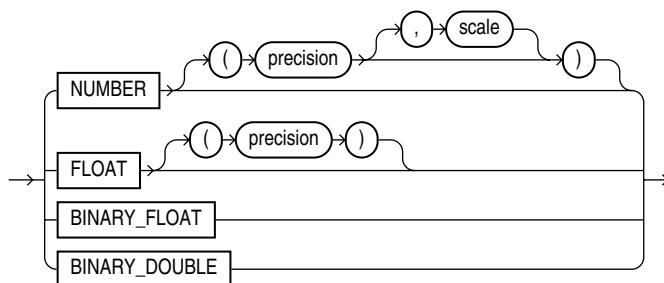 , scale
( precision )
NUMBER
( precision )
FLOAT
BINARY_FLOAT
BINARY_DOUBLE